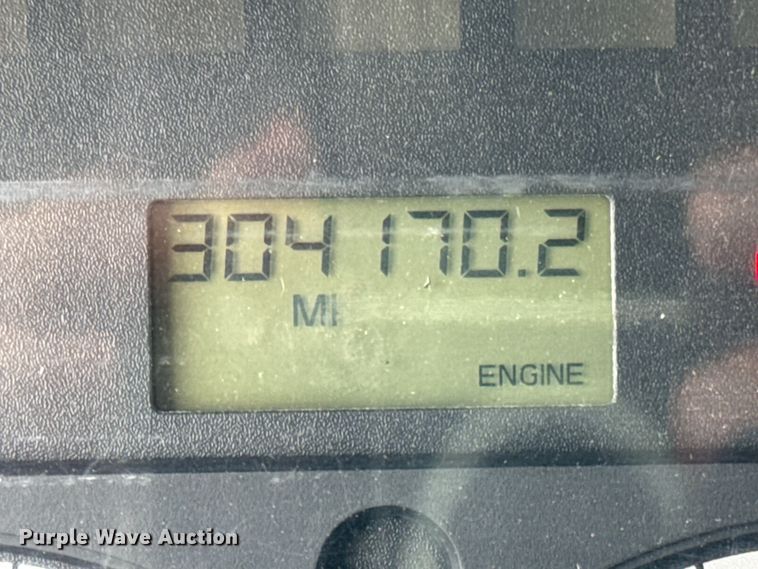 304170.2
MI
ENGINE
Purple Wave Auction